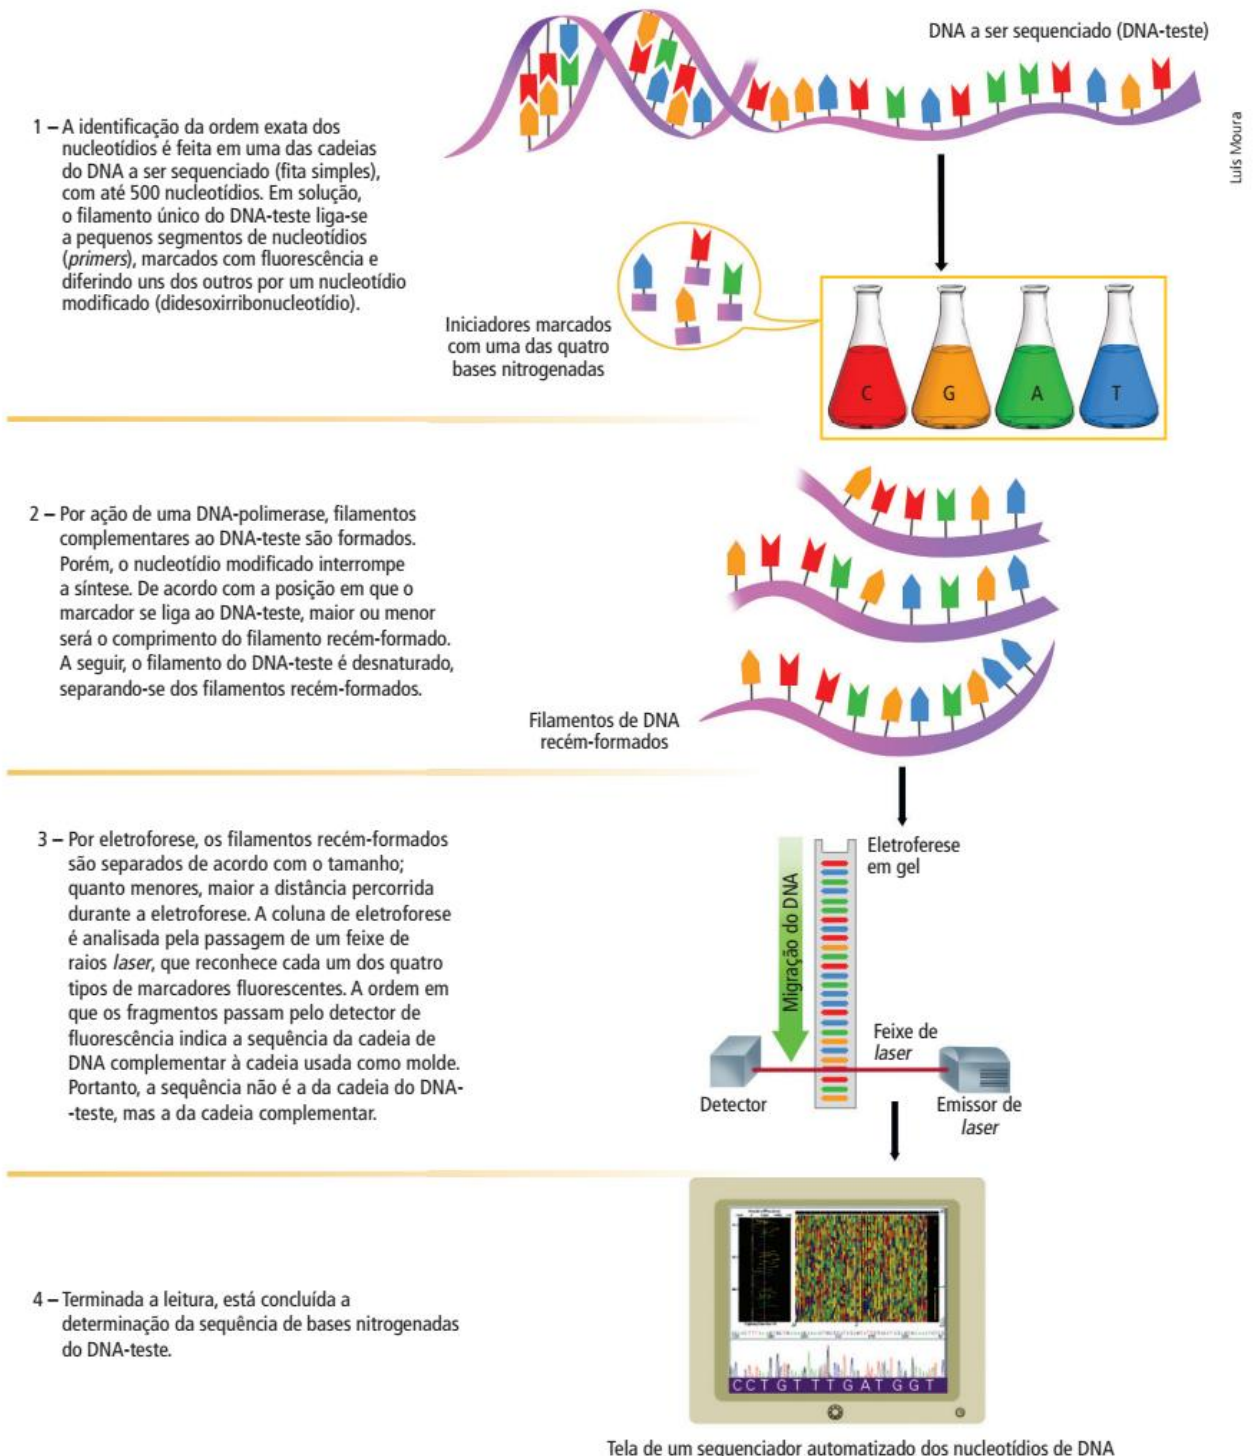 DNA a ser sequenciado (DNA-teste)
Luís Moura
1 – A identificação da ordem exata dos
nucleotídios é feita em uma das cadeias
do DNA a ser sequenciado (fita simples),
com até 500 nucleotídios. Em solução,
o filamento único do DNA-teste liga-se
a pequenos segmentos de nucleotídios
(primers), marcados com fluorescência e
diferindo uns dos outros por um nucleotídio
modificado (didesoxirribonucleotídio).
Iniciadores marcados
com uma das quatro
bases nitrogenadas
C G A T
2 – Por ação de uma DNA-polimerase, filamentos
complementares ao DNA-teste são formados.
Porém, o nucleotídio modificado interrompe
a síntese. De acordo com a posição em que o
marcador se liga ao DNA-teste, maior ou menor
será o comprimento do filamento recém-formado.
A seguir, o filamento do DNA-teste é desnaturado,
separando-se dos filamentos recém-formados.
Filamentos de DNA
recém-formados
3 – Por eletroforese, os filamentos recém-formados
são separados de acordo com o tamanho;
quanto menores, maior a distância percorrida
durante a eletroforese. A coluna de eletroforese
é analisada pela passagem de um feixe de
raios laser, que reconhece cada um dos quatro
tipos de marcadores fluorescentes. A ordem em
que os fragmentos passam pelo detector de
fluorescência indica a sequência da cadeia de
DNA complementar à cadeia usada como molde.
Portanto, a sequência não é a da cadeia do DNA-
-teste, mas a da cadeia complementar.
Eletroferese
em gel
Migração do DNA
Feixe de
laser
Detector
Emissor de
laser
4 – Terminada a leitura, está concluída a
determinação da sequência de bases nitrogenadas
do DNA-teste.
CCTGTTTGATGGT
Tela de um sequenciador automatizado dos nucleotídios de DNA